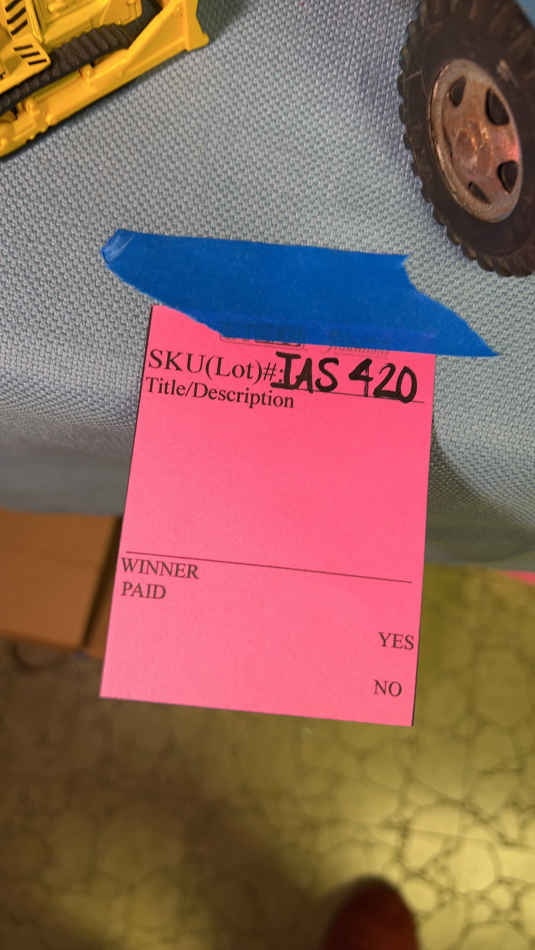 SKU(Lot)#: IAS 420
Title/Description
WINNER
PAID
YES
NO